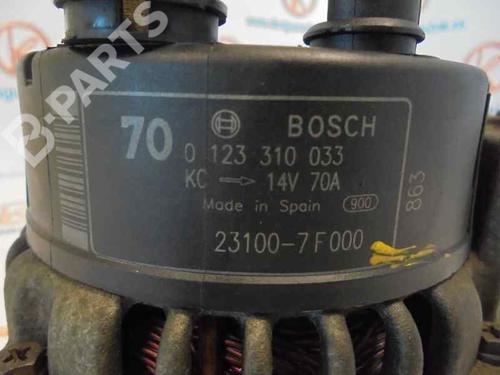 70 BOSCH
0 123 310 033
KC → 14V 70A
Made in Spain 900
23100-7F000
863
B-PARTS